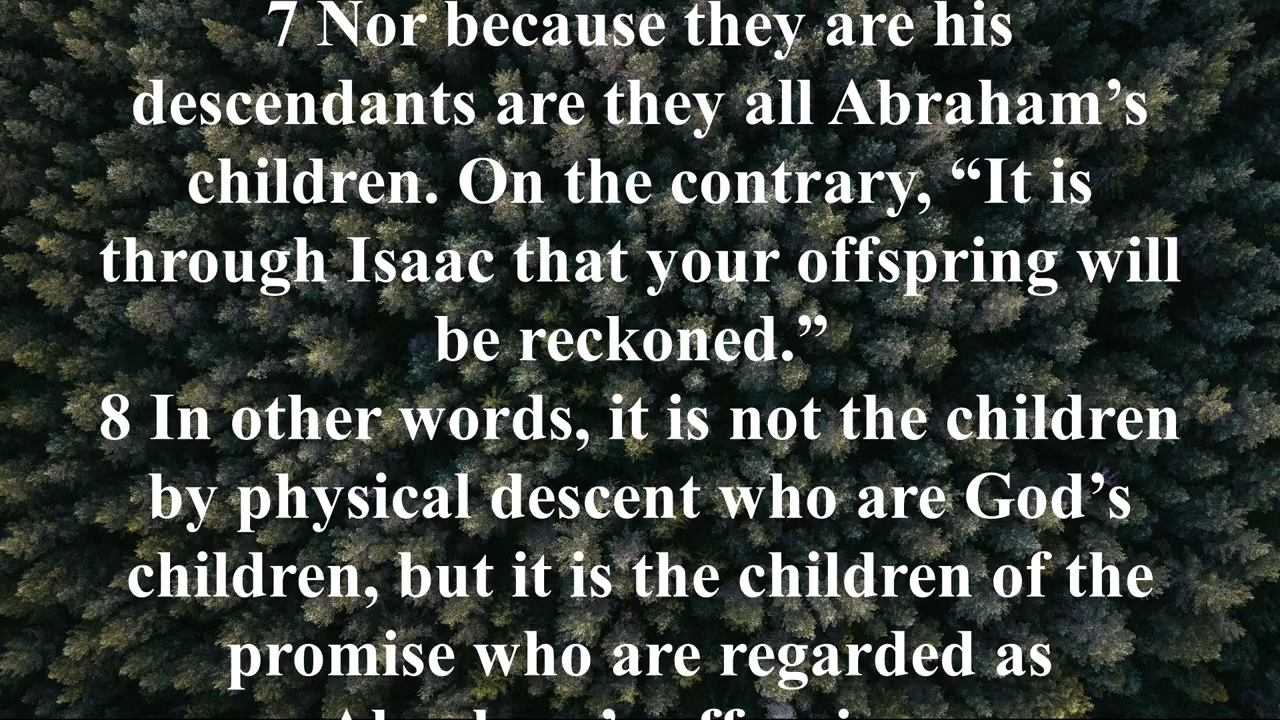 7 Nor because they are his
descendants are they all Abraham’s
children. On the contrary, “It is
through Isaac that your offspring will
be reckoned.”
8 In other words, it is not the children
by physical descent who are God’s
children, but it is the children of the
promise who are regarded as